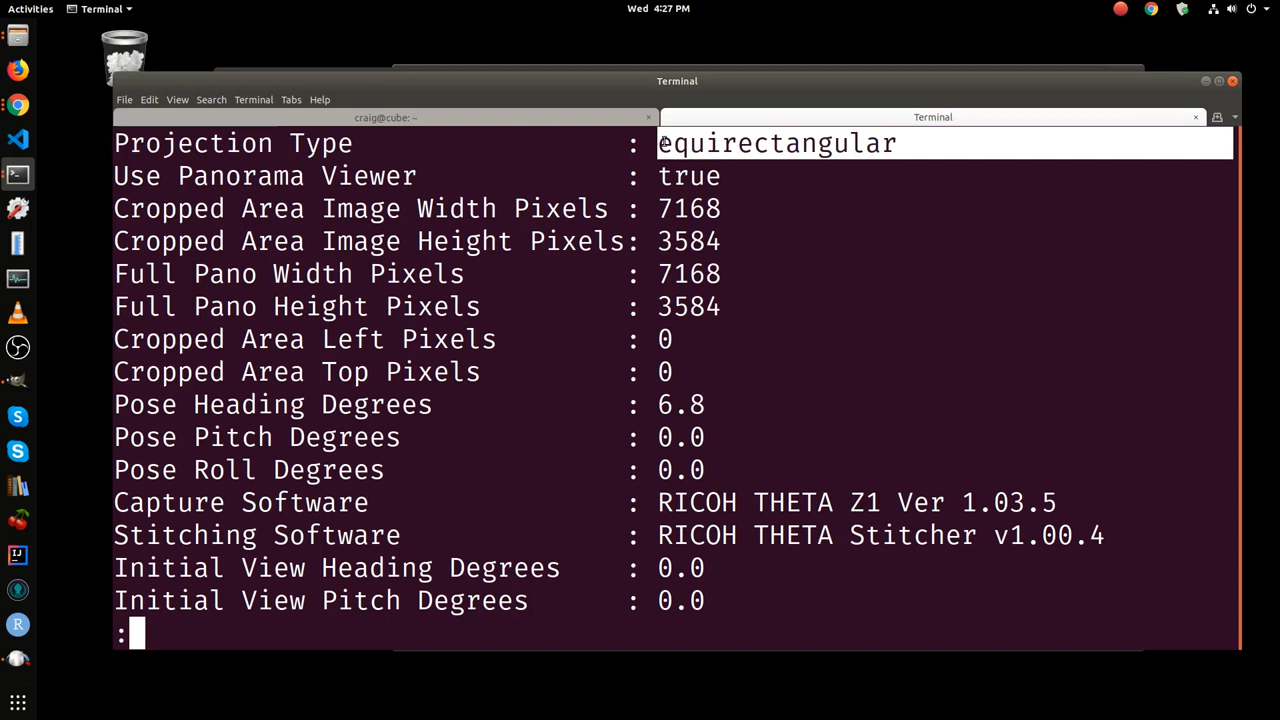 Activities Terminal Wed 4:27 PM
Terminal
File Edit View Search Terminal Tabs Help
craig@cube: ~ × Terminal ×
Projection Type : equirectangular
Use Panorama Viewer : true
Cropped Area Image Width Pixels : 7168
Cropped Area Image Height Pixels: 3584
Full Pano Width Pixels : 7168
Full Pano Height Pixels : 3584
Cropped Area Left Pixels : 0
Cropped Area Top Pixels : 0
Pose Heading Degrees : 6.8
Pose Pitch Degrees : 0.0
Pose Roll Degrees : 0.0
Capture Software : RICOH THETA Z1 Ver 1.03.5
Stitching Software : RICOH THETA Stitcher v1.00.4
Initial View Heading Degrees : 0.0
Initial View Pitch Degrees : 0.0
: